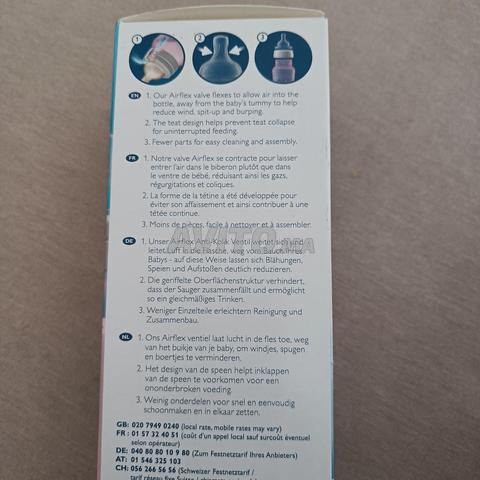 1 2 3
EN 1. Our Airflex valve flexes to allow air into the
bottle, away from the baby's tummy to help
reduce wind, spit-up and burping.
2. The teat design helps prevent teat collapse
for uninterrupted feeding.
3. Fewer parts for easy cleaning and assembly.
FR 1. Notre valve Airflex se contracte pour laisser
entrer l'air dans le biberon plutôt que dans
le ventre de bébé, réduisant ainsi les gazs,
régurgitations et coliques.
2. La forme de la tétine a été développée pour
éviter son affaissement et ainsi contribuer à une
tétée continue.
3. Moins de pièces, facile à nettoyer et à assembler.
AVITO.MA
DE 1. Unser Airflex Anti-Kolik Ventil weitet sich und
leitet Luft in die Flasche, weg vom Bauch Ihres
Babys - auf diese Weise lassen sich Blähungen,
Speien und Aufstoßen deutlich reduzieren.
2. Die geriffelte Oberflächenstruktur verhindert,
dass der Sauger zusammenfällt und ermöglicht
so ein gleichmäßiges Trinken.
3. Weniger Einzelteile erleichtern Reinigung und
Zusammenbau.
NL 1. Ons Airflex ventiel laat lucht in de fles toe, weg
van het buikje van je baby, om windjes, spugen
en boertjes te verminderen.
2. Het design van de speen helpt inklappen
van de speen te voorkomen voor een
ononderbroken voeding.
3. Weinig onderdelen voor snel en eenvoudig
schoonmaken en in elkaar zetten.
GB: 020 7949 0240 (local rate, mobile rates may vary)
FR : 01 57 32 40 51 (coût d'un appel local sauf surcoût éventuel
selon opérateur)
DE: 040 80 80 10 9 80 (Zum Festnetztarif Ihres Anbieters)
AT: 01 546 325 103
CH: 056 266 56 56 (Schweizer Festnetztarif /
tarif réseau fixe Suisse /